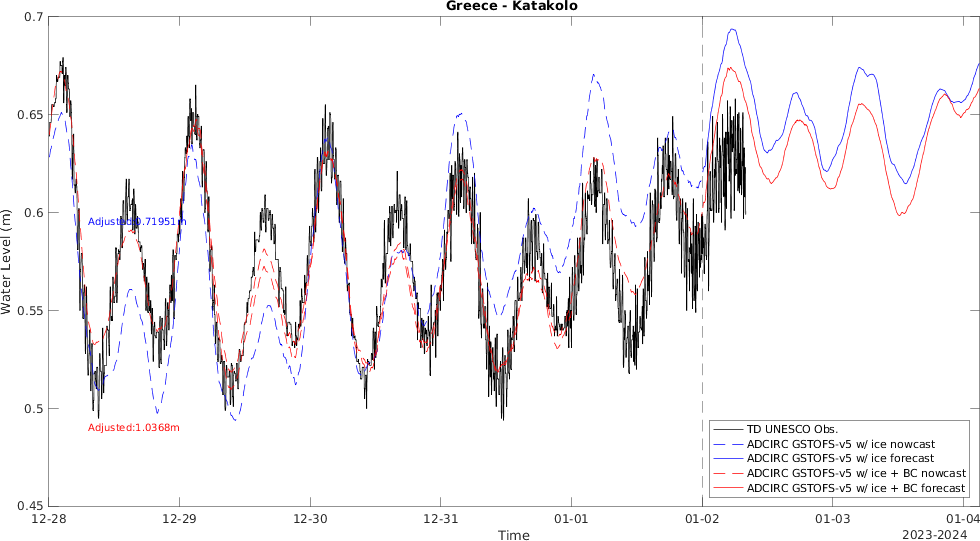 Greece - Katakolo
0.7
0.65
0.6
0.55
0.5
0.45
Water Level (m)
Adjusted:0.71951m
Adjusted:1.0368m
TD UNESCO Obs.
ADCIRC GSTOFS-v5 w/ ice nowcast
ADCIRC GSTOFS-v5 w/ ice forecast
ADCIRC GSTOFS-v5 w/ ice + BC nowcast
ADCIRC GSTOFS-v5 w/ ice + BC forecast
12-28 12-29 12-30 12-31 01-01 01-02 01-03 01-04
Time
2023-2024